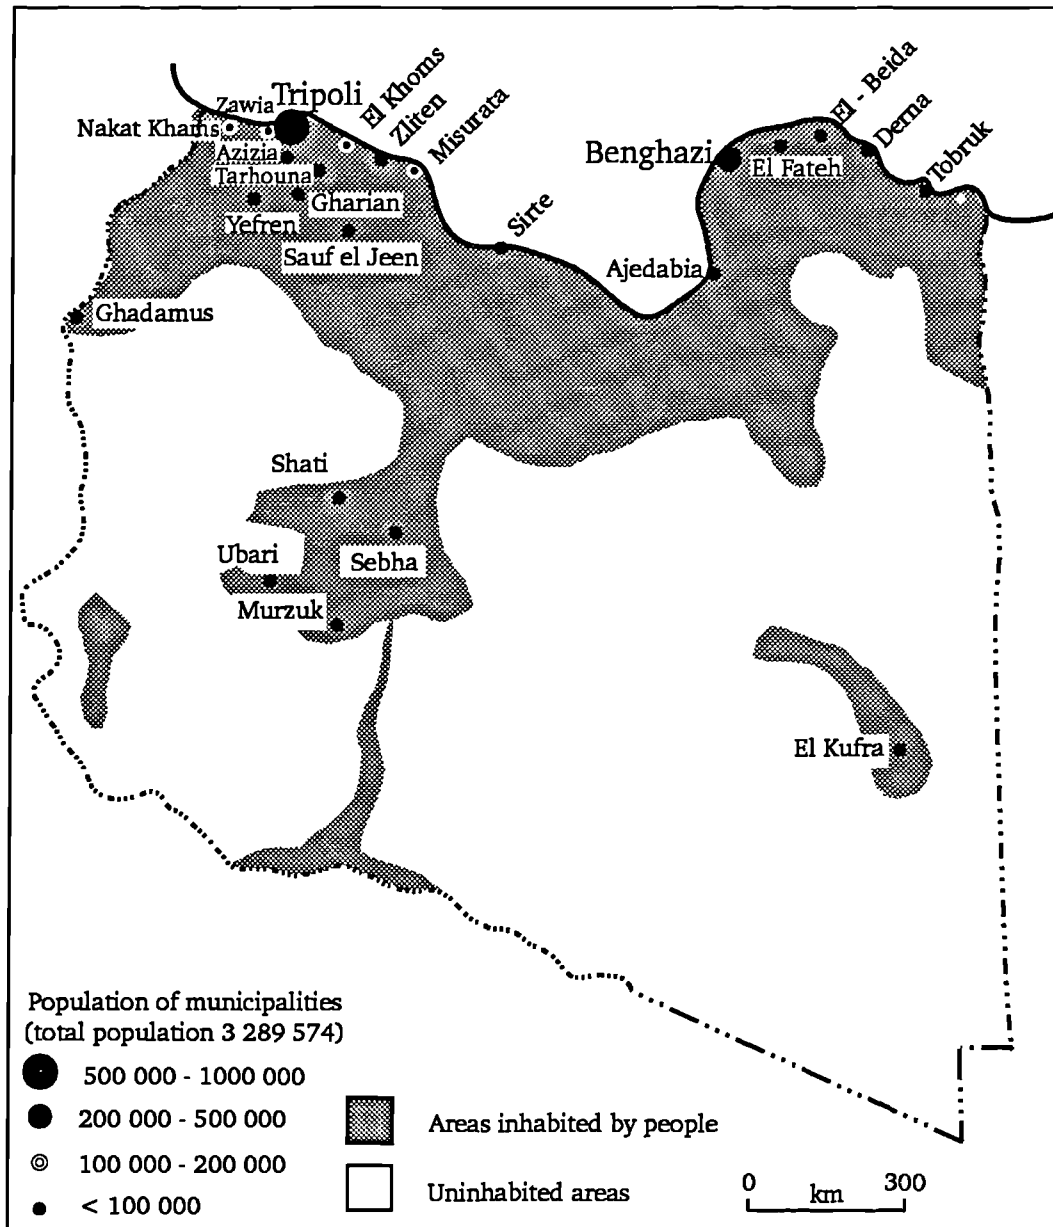 Tripoli
Zawia
Nakat Khams
Azizia
Tarhouna
Gharian
Yefren
Sauf el Jeen
El Khoms
Zliten
Misurata
Sirte
Benghazi
El Fateh
El - Beida
Derna
Tobruk
Ajedabia
Ghadamus
Shati
Sebha
Ubari
Murzuk
El Kufra
Population of municipalities
(total population 3 289 574)
500 000 - 1000 000
200 000 - 500 000
100 000 - 200 000
< 100 000
Areas inhabited by people
Uninhabited areas
0 300
km